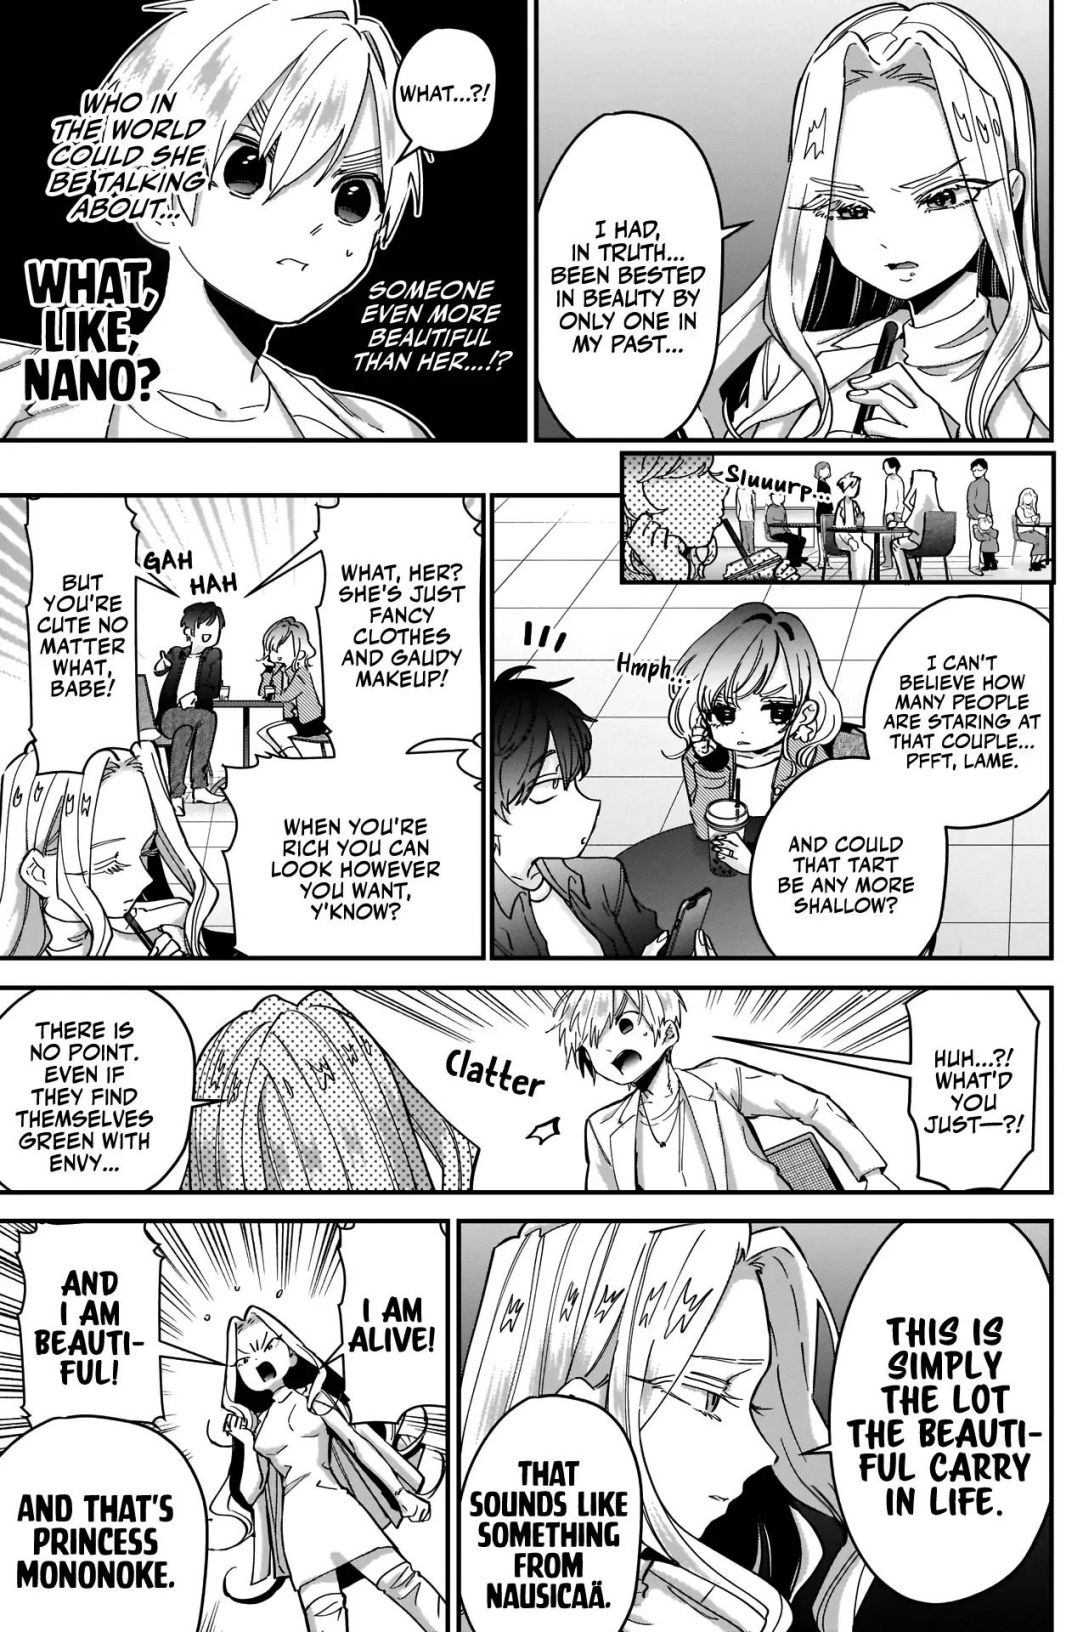 I HAD,
IN TRUTH...
BEEN BESTED
IN BEAUTY BY
ONLY ONE IN
MY PAST...
WHAT...?!
WHO IN
THE WORLD
COULD SHE
BE TALKING
ABOUT...
SOMEONE
EVEN MORE
BEAUTIFUL
THAN HER...!?
WHAT,
LIKE,
NANO?
Sluuurp...
I CAN'T
BELIEVE HOW
MANY PEOPLE
ARE STARING AT
THAT COUPLE...
PFFT, LAME.
Hmph...
AND COULD
THAT TART
BE ANY MORE
SHALLOW?
WHAT, HER?
SHE'S JUST
FANCY
CLOTHES
AND GAUDY
MAKEUP!
GAH
HAH
BUT
YOU'RE
CUTE NO
MATTER
WHAT,
BABE!
WHEN YOU'RE
RICH YOU CAN
LOOK HOWEVER
YOU WANT,
Y'KNOW?
HUH...?!
WHAT'D
YOU
JUST—?!
Clatter
THERE IS
NO POINT.
EVEN IF
THEY FIND
THEMSELVES
GREEN WITH
ENVY...
THIS IS
SIMPLY
THE LOT
THE BEAUTI-
FUL CARRY
IN LIFE.
THAT
SOUNDS LIKE
SOMETHING
FROM
NAUSICAÄ.
I AM
ALIVE!
AND
I AM
BEAUTI-
FUL!
AND THAT'S
PRINCESS
MONONOKE.